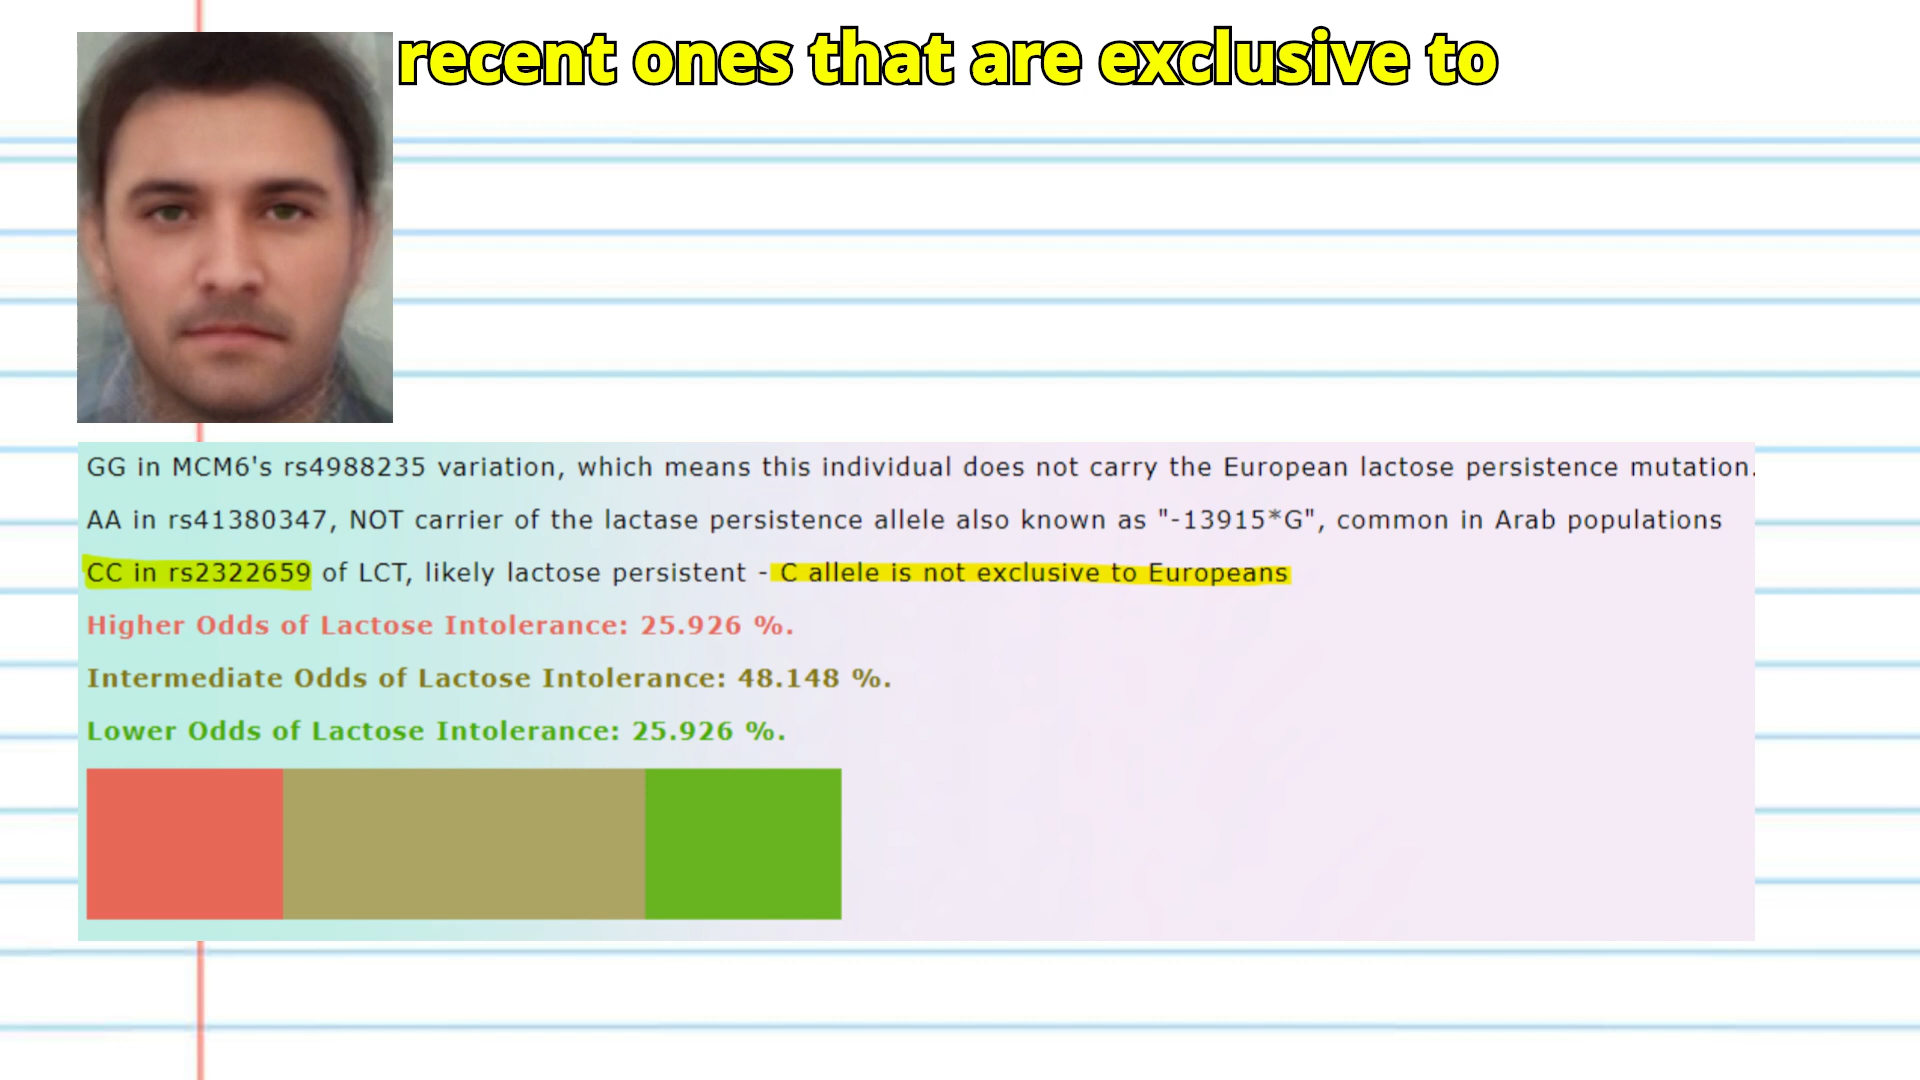 recent ones that are exclusive to
GG in MCM6's rs4988235 variation, which means this individual does not carry the European lactose persistence mutation.
AA in rs41380347, NOT carrier of the lactase persistence allele also known as "-13915*G", common in Arab populations
CC in rs2322659 of LCT, likely lactose persistent - C allele is not exclusive to Europeans
Higher Odds of Lactose Intolerance: 25.926 %.
Intermediate Odds of Lactose Intolerance: 48.148 %.
Lower Odds of Lactose Intolerance: 25.926 %.